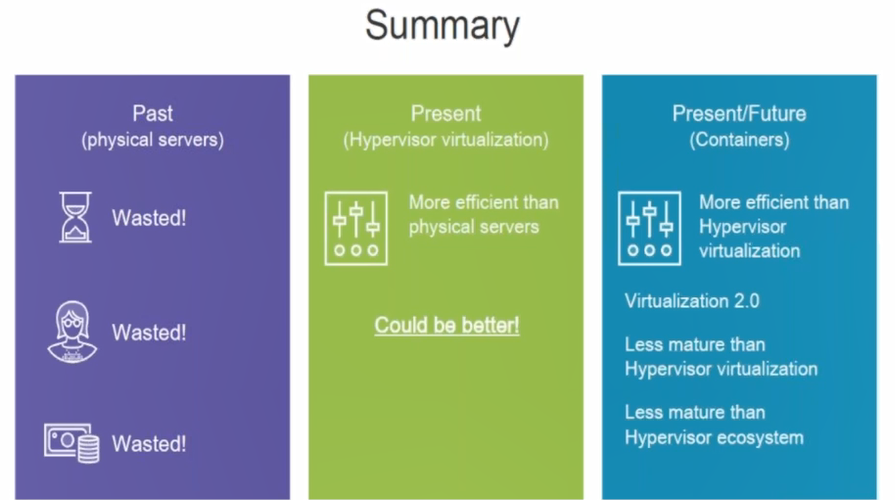 Summary
Past
(physical servers)
Wasted!
Wasted!
Wasted!
Present
(Hypervisor virtualization)
More efficient than
physical servers
Could be better!
Present/Future
(Containers)
More efficient than
Hypervisor
virtualization
Virtualization 2.0
Less mature than
Hypervisor virtualization
Less mature than
Hypervisor ecosystem